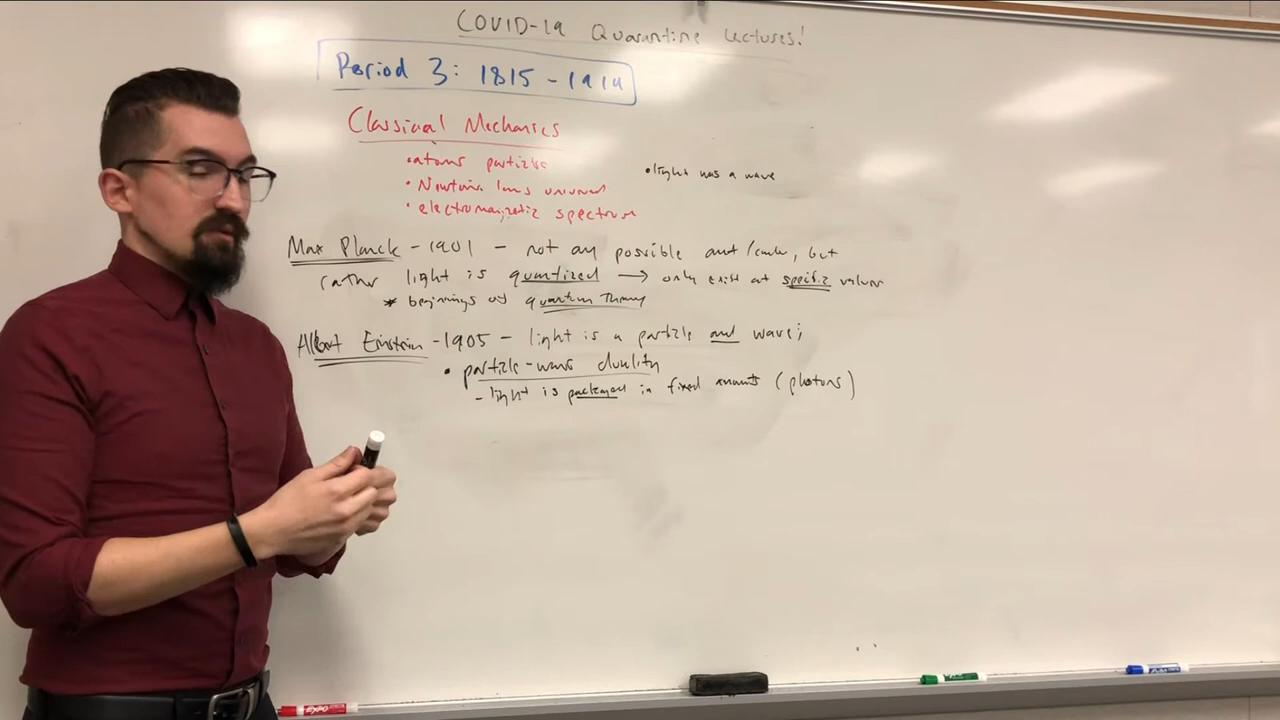 COVID-19 Quarantine Lectures!
Period 3: 1815 - 1914
Classical Mechanics
• atoms particles
• Newton's laws universal
• light was a wave
• electromagnetic spectrum
Max Planck - 1901 - not any possible amt/, but
rather light is quantized → only exist at specific values
* beginnings of quantum Theory
Albert Einstein - 1905 - light is a particle and wave;
• particle-wave duality
- light is packaged in fixed amounts (photons)
EXPO